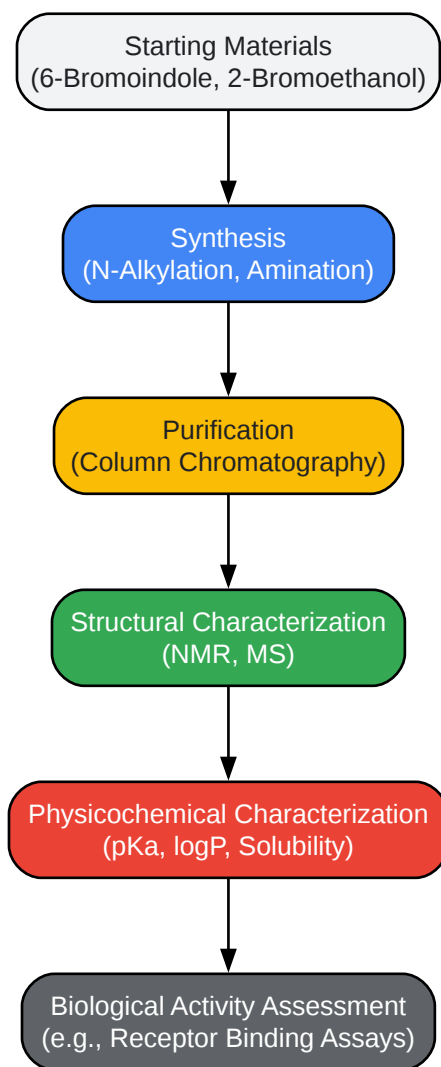 Starting Materials
(6-Bromoindole, 2-Bromoethanol)
Synthesis
(N-Alkylation, Amination)
Purification
(Column Chromatography)
Structural Characterization
(NMR, MS)
Physicochemical Characterization
(pKa, logP, Solubility)
Biological Activity Assessment
(e.g., Receptor Binding Assays)